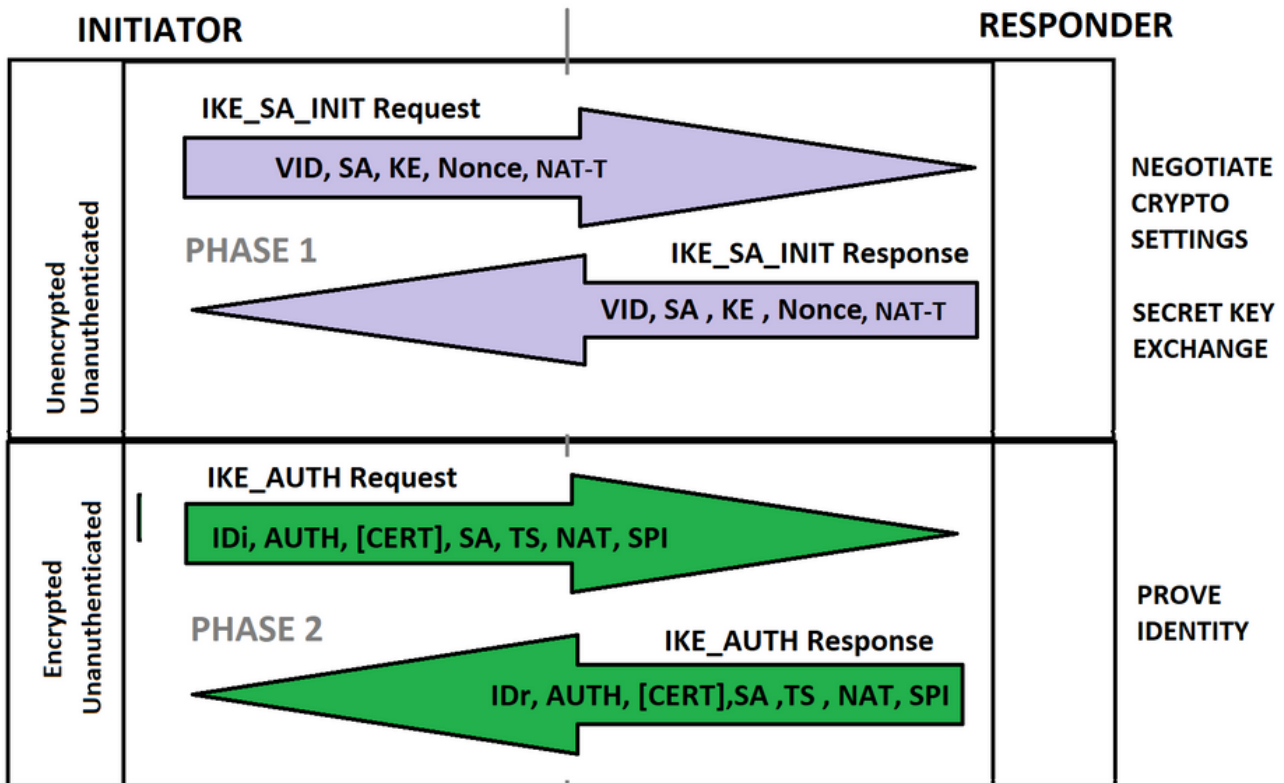 INITIATOR
RESPONDER
IKE_SA_INIT Request
VID, SA, KE, Nonce, NAT-T
PHASE 1
IKE_SA_INIT Response
VID, SA , KE , Nonce, NAT-T
Unencrypted
Unanuthenticated
NEGOTIATE
CRYPTO
SETTINGS
SECRET KEY
EXCHANGE
IKE_AUTH Request
IDi, AUTH, [CERT], SA, TS, NAT, SPI
PHASE 2
IKE_AUTH Response
IDr, AUTH, [CERT],SA ,TS , NAT, SPI
Encrypted
Unanuthenticated
PROVE
IDENTITY